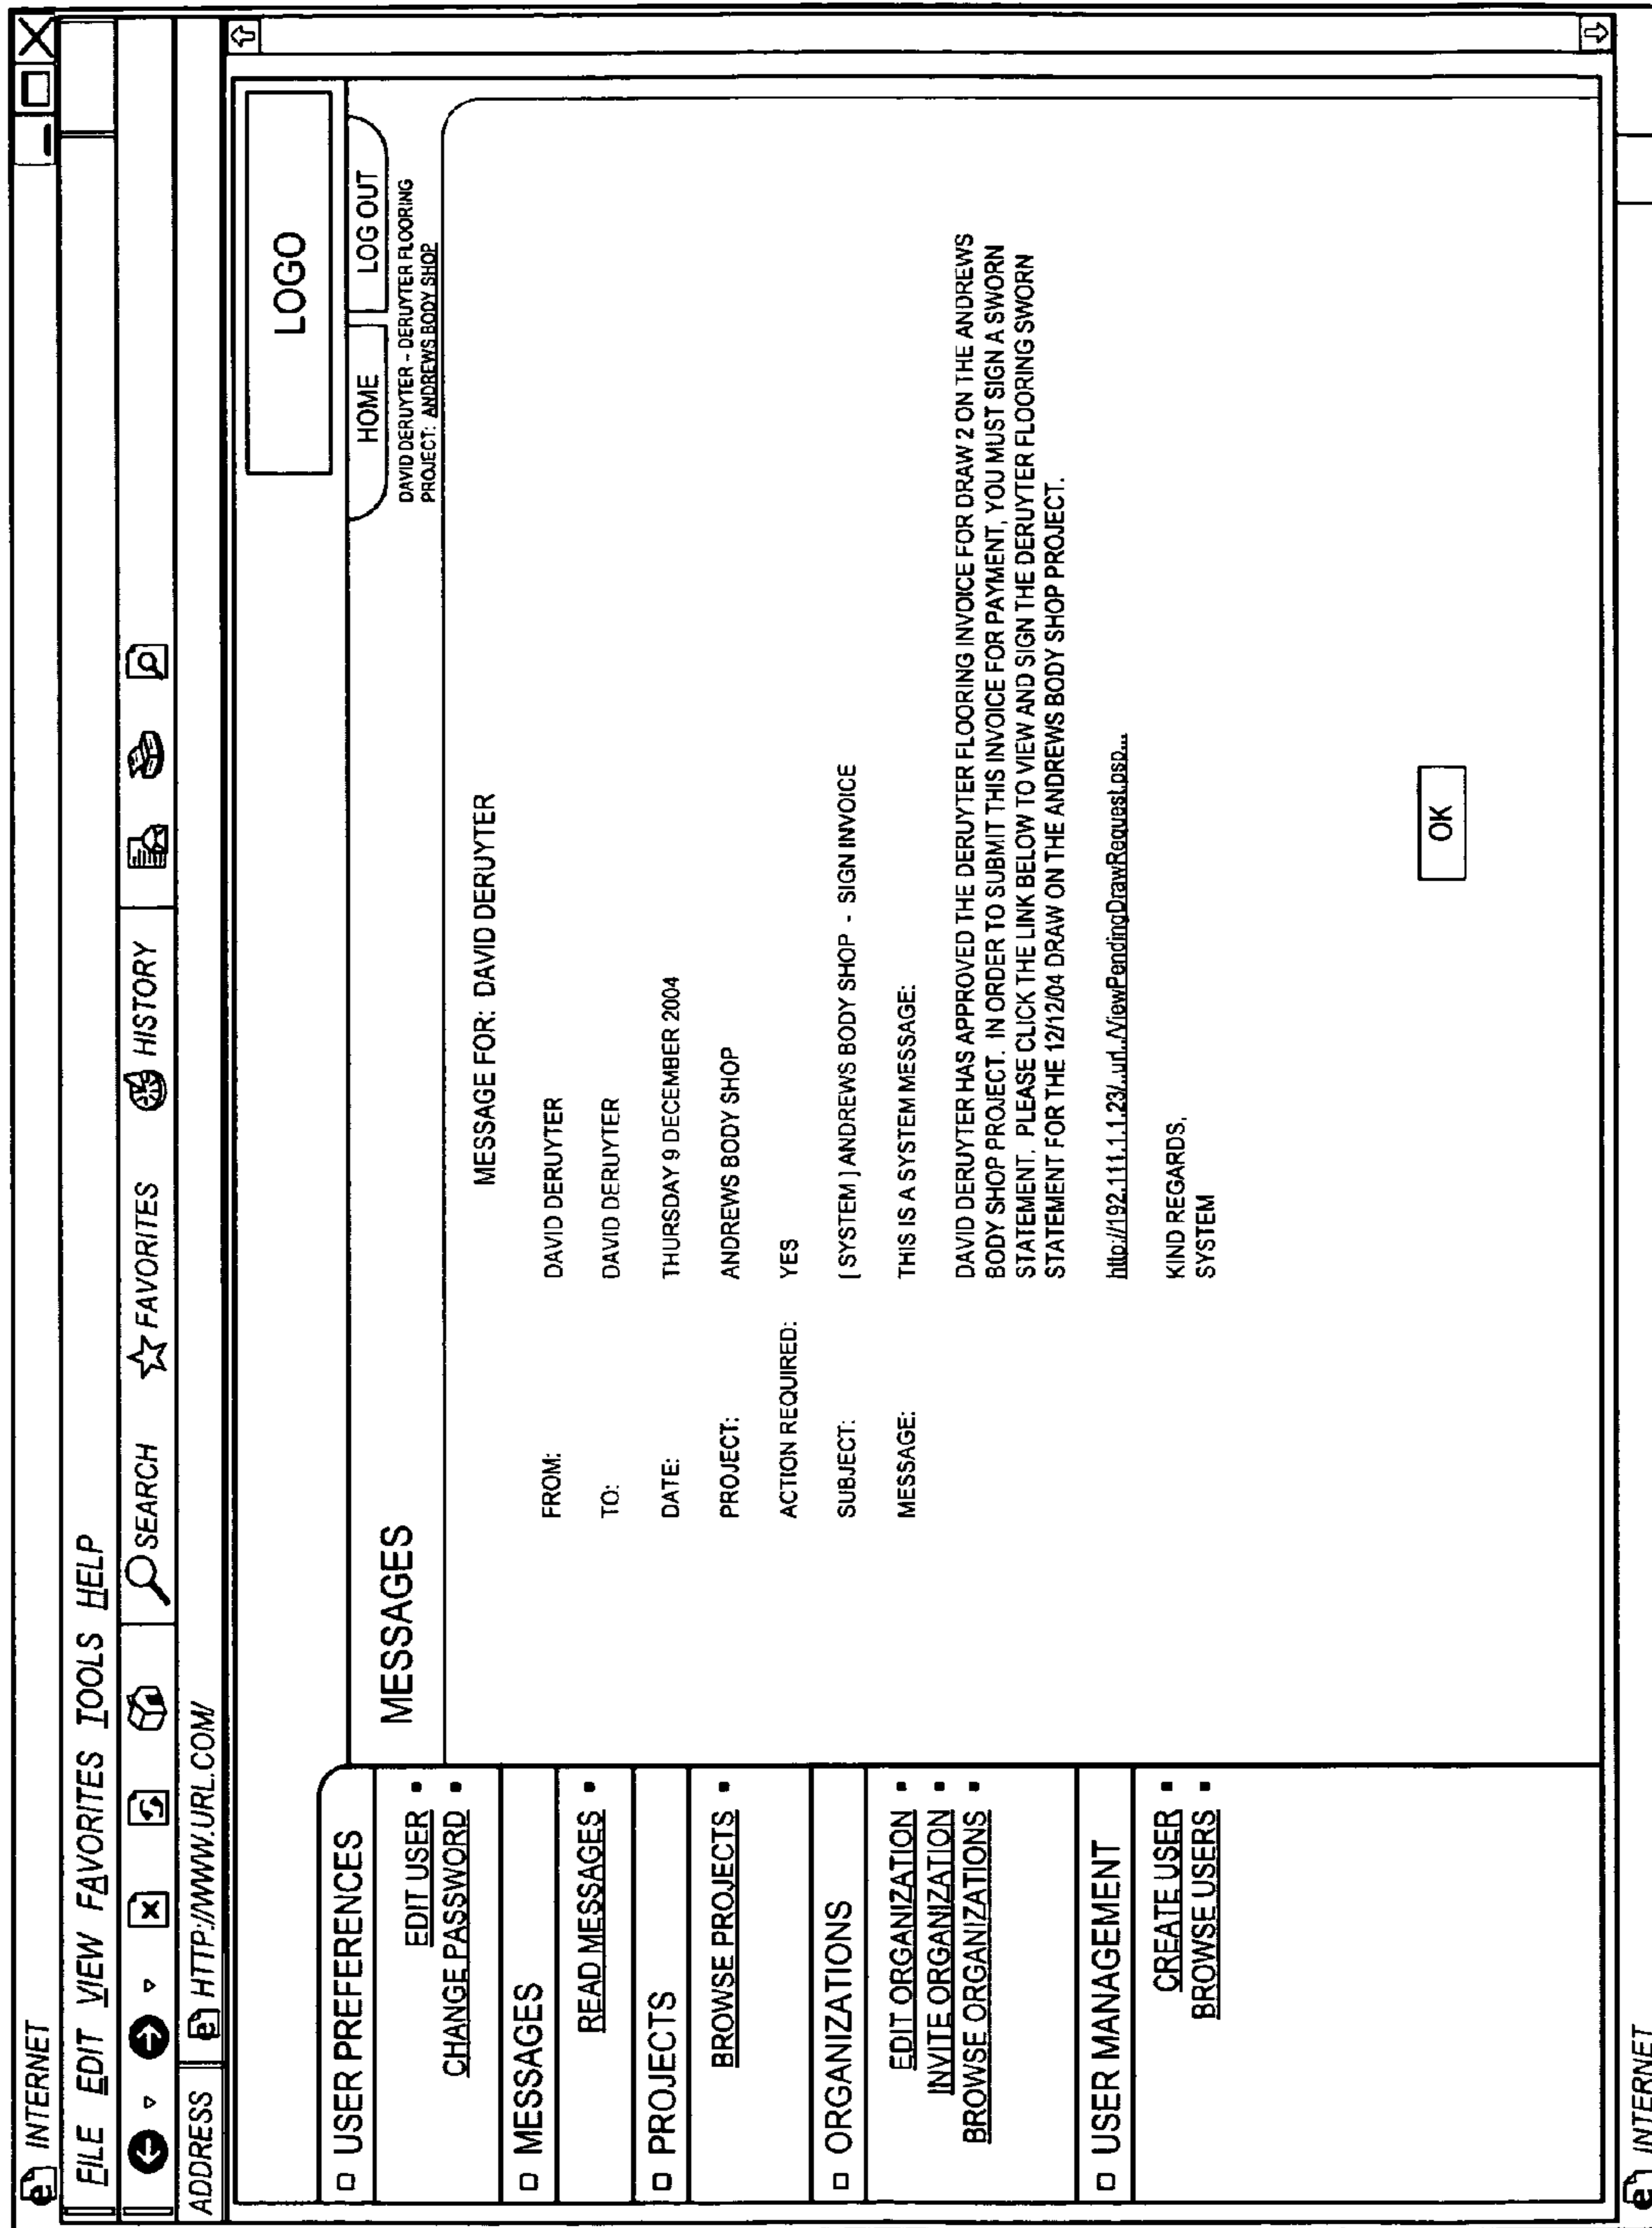 INTERNET
FILE EDIT VIEW FAVORITES TOOLS HELP
SEARCH FAVORITES HISTORY
ADDRESS HTTP://WWW.URL.COM/
LOGO
HOME LOG OUT
DAVID DERUYTER – DERUYTER FLOORING
PROJECT: ANDREWS BODY SHOP
USER PREFERENCES
EDIT USER
CHANGE PASSWORD
MESSAGES
READ MESSAGES
PROJECTS
BROWSE PROJECTS
ORGANIZATIONS
EDIT ORGANIZATION
INVITE ORGANIZATION
BROWSE ORGANIZATIONS
USER MANAGEMENT
CREATE USER
BROWSE USERS
MESSAGES
MESSAGE FOR: DAVID DERUYTER
FROM: DAVID DERUYTER
TO: DAVID DERUYTER
DATE: THURSDAY 9 DECEMBER 2004
PROJECT: ANDREWS BODY SHOP
ACTION REQUIRED: YES
SUBJECT: [SYSTEM] ANDREWS BODY SHOP - SIGN INVOICE
MESSAGE: THIS IS A SYSTEM MESSAGE:
DAVID DERUYTER HAS APPROVED THE DERUYTER FLOORING INVOICE FOR DRAW 2 ON THE ANDREWS
BODY SHOP PROJECT. IN ORDER TO SUBMIT THIS INVOICE FOR PAYMENT, YOU MUST SIGN A SWORN
STATEMENT. PLEASE CLICK THE LINK BELOW TO VIEW AND SIGN THE DERUYTER FLOORING SWORN
STATEMENT FOR THE 12/12/04 DRAW ON THE ANDREWS BODY SHOP PROJECT.
http://192.111.1.1.23/..url../ViewPendingDrawRequest.psp...
KIND REGARDS,
SYSTEM
OK
INTERNET